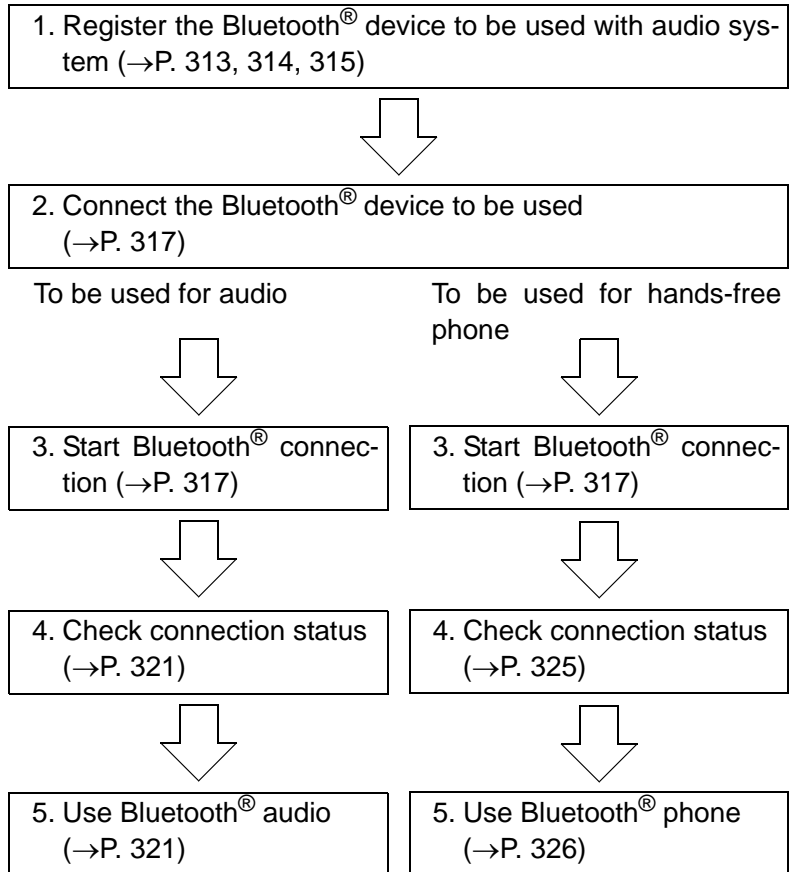 1. Register the Bluetooth® device to be used with audio sys-
tem (→P. 313, 314, 315)
2. Connect the Bluetooth® device to be used
(→P. 317)
To be used for audio
To be used for hands-free
phone
3. Start Bluetooth® connec-
tion (→P. 317)
3. Start Bluetooth® connec-
tion (→P. 317)
4. Check connection status
(→P. 321)
4. Check connection status
(→P. 325)
5. Use Bluetooth® audio
(→P. 321)
5. Use Bluetooth® phone
(→P. 326)